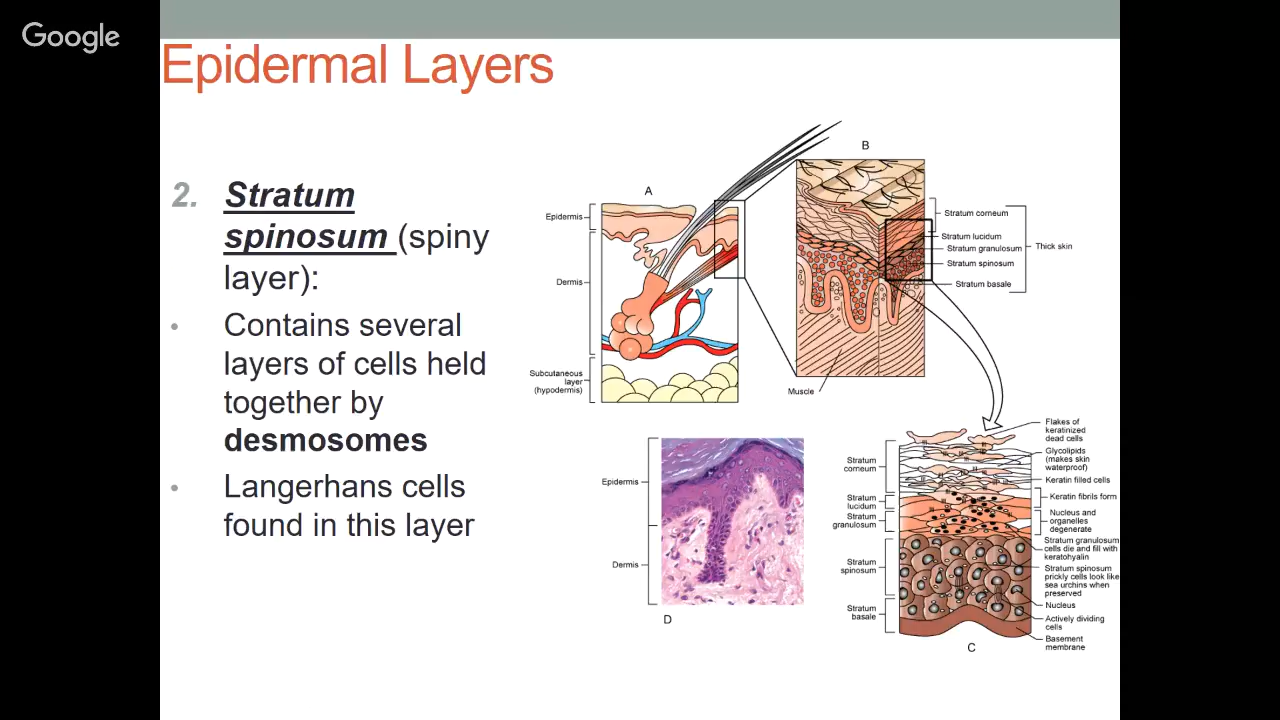 Google
Epidermal Layers
2. Stratum
spinosum (spiny
layer):
• Contains several
layers of cells held
together by
desmosomes
• Langerhans cells
found in this layer
A
Epidermis
Dermis
Subcutaneous
layer
(hypodermis)
B
Stratum corneum
Stratum lucidum
Stratum granulosum
Stratum spinosum
Stratum basale
Thick skin
Muscle
Epidermis
Dermis
D
Stratum
corneum
Stratum
lucidum
Stratum
granulosum
Stratum
spinosum
Stratum
basale
Flakes of
keratinized
dead cells
Glycolipids
(makes skin
waterproof)
Keratin filled cells
Keratin fibrils form
Nucleus and
organelles
degenerate
Stratum granulosum
cells die and fill with
keratohyalin
Stratum spinosum
prickly cells look like
sea urchins when
preserved
Nucleus
Actively dividing
cells
Basement
membrane
C